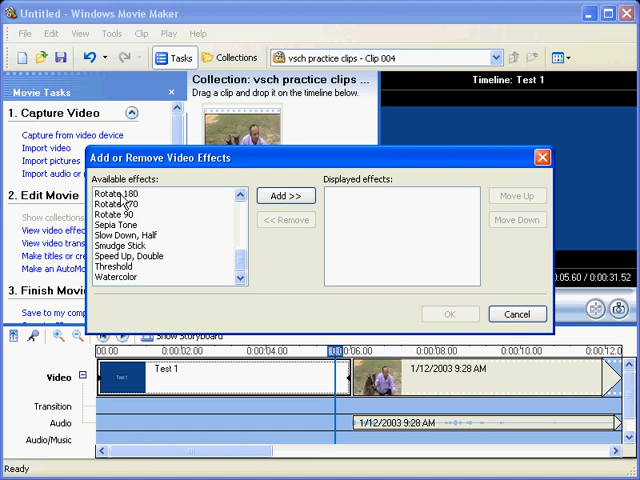 Untitled - Windows Movie Maker
File Edit View Tools Clip Play Help
Tasks Collections vsch practice clips - Clip 004
Movie Tasks
Collection: vsch practice clips ...
Drag a clip and drop it on the timeline below.
Timeline: Test 1
1. Capture Video
Capture from video device
Import video
Import pictures
Import audio or
2. Edit Movie
Show collections
View video effec
View video trans
Make titles or cre
Make an AutoMo
3. Finish Movi
Save to my comp
Add or Remove Video Effects
Available effects:
Rotate 180
Rotate 270
Rotate 90
Sepia Tone
Slow Down, Half
Smudge Stick
Speed Up, Double
Threshold
Watercolor
Add >>
<< Remove
Displayed effects:
Move Up
Move Down
OK
Cancel
05.60 / 0:00:31.52
Show Storyboard
00.00 0:00:02.00 0:00:04.00 0:00:06.00 0:00:08.00 0:00:10.00 0:00:12.0
Video
Test 1
Test 1
1/12/2003 9:28 AM
Transition
Audio
1/12/2003 9:28 AM
Audio/Music
Ready